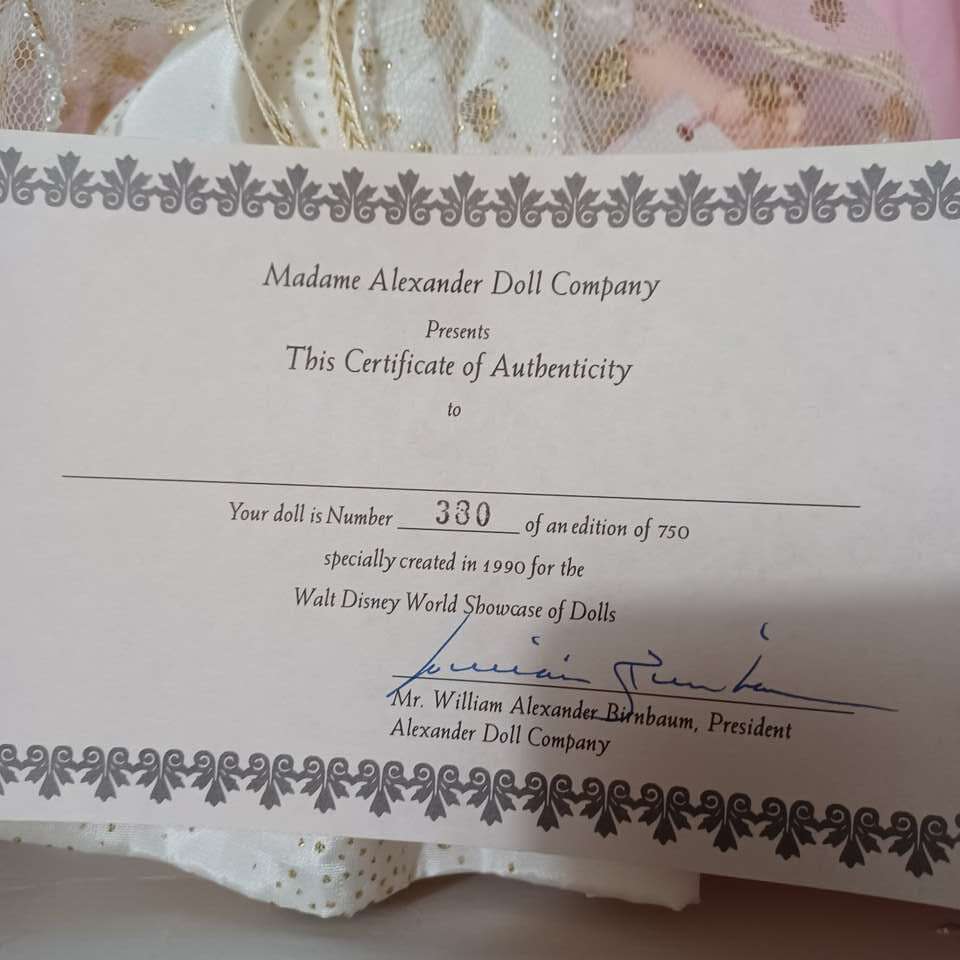 Madame Alexander Doll Company
Presents
This Certificate of Authenticity
to
Your doll is Number 330 of an edition of 750
specially created in 1990 for the
Walt Disney World Showcase of Dolls
William Birnbaum
Mr. William Alexander Birnbaum, President
Alexander Doll Company